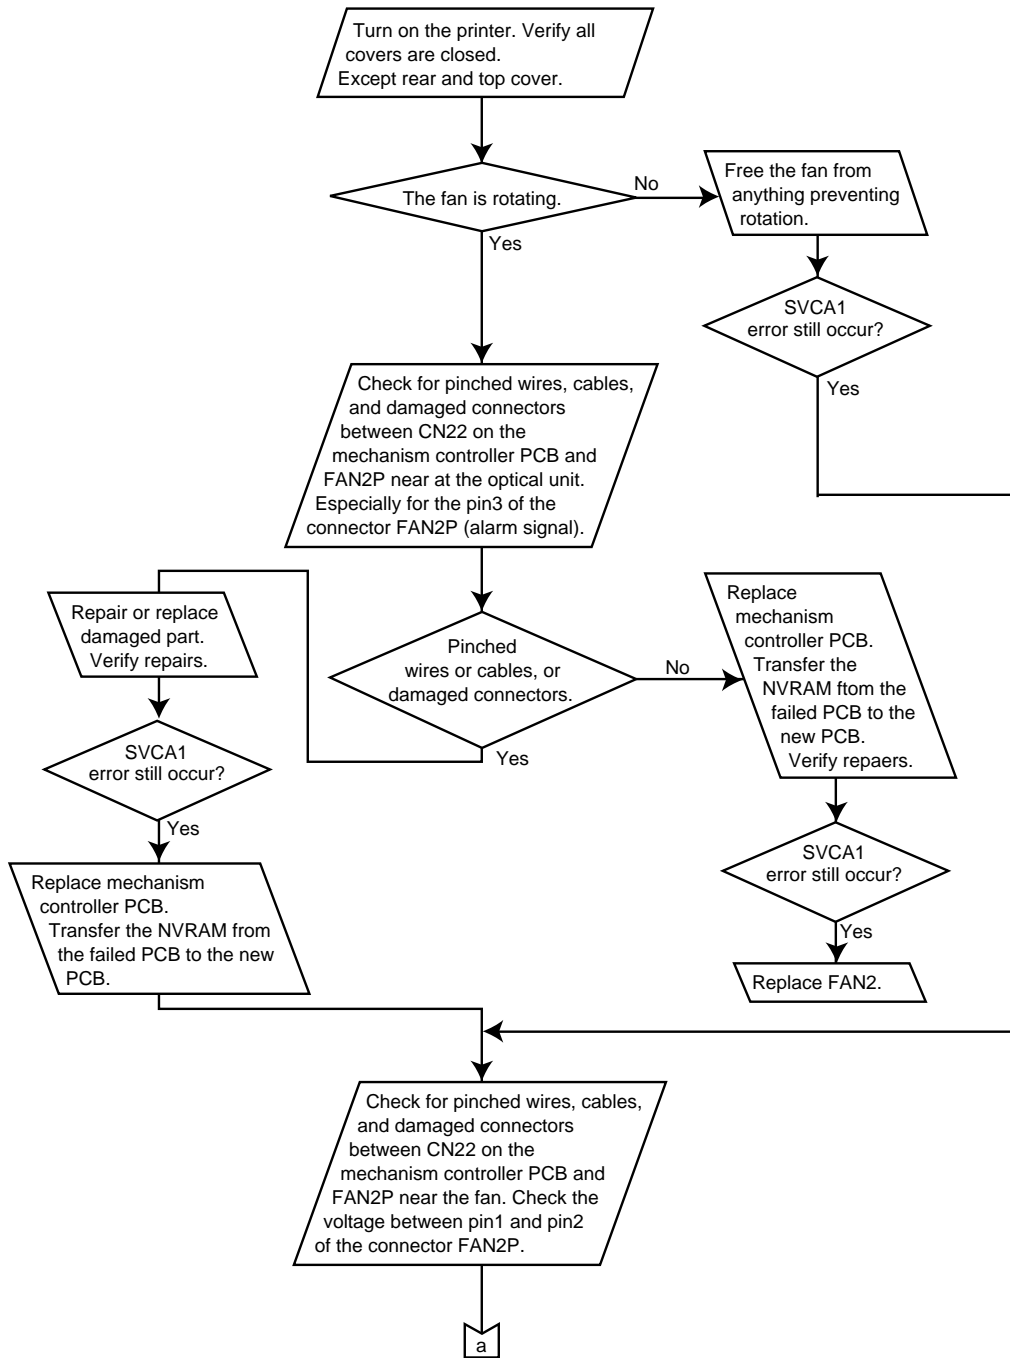 Turn on the printer. Verify all
covers are closed.
Except rear and top cover.
The fan is rotating.
No
Yes
Free the fan from
anything preventing
rotation.
SVCA1
error still occur?
Yes
Check for pinched wires, cables,
and damaged connectors
between CN22 on the
mechanism controller PCB and
FAN2P near at the optical unit.
Especially for the pin3 of the
connector FAN2P (alarm signal).
Repair or replace
damaged part.
Verify repairs.
Pinched
wires or cables, or
damaged connectors.
No
Yes
Replace
mechanism
controller PCB.
Transfer the
NVRAM ftom the
failed PCB to the
new PCB.
Verify repaers.
SVCA1
error still occur?
Yes
SVCA1
error still occur?
Yes
Replace FAN2.
Replace mechanism
controller PCB.
Transfer the NVRAM from
the failed PCB to the new
PCB.
Check for pinched wires, cables,
and damaged connectors
between CN22 on the
mechanism controller PCB and
FAN2P near the fan. Check the
voltage between pin1 and pin2
of the connector FAN2P.
a